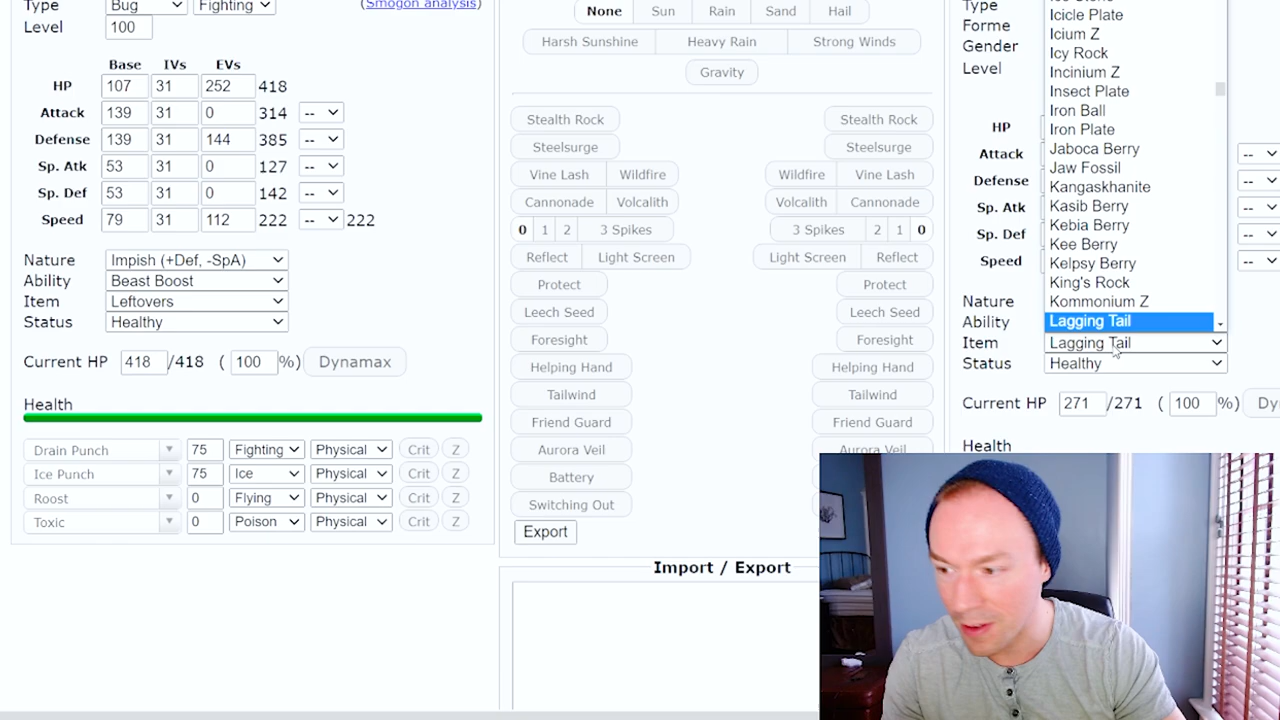 Type Bug Fighting (Smogon analysis)
Level 100
Base IVs EVs
HP 107 31 252 418
Attack 139 31 0 314 --
Defense 139 31 144 385 --
Sp. Atk 53 31 0 127 --
Sp. Def 53 31 0 142 --
Speed 79 31 112 222 -- 222
Nature Impish (+Def, -SpA)
Ability Beast Boost
Item Leftovers
Status Healthy
Current HP 418 /418 ( 100 %) Dynamax
Health
Drain Punch 75 Fighting Physical Crit Z
Ice Punch 75 Ice Physical Crit Z
Roost 0 Flying Physical Crit Z
Toxic 0 Poison Physical Crit Z
None Sun Rain Sand Hail
Harsh Sunshine Heavy Rain Strong Winds
Gravity
Stealth Rock Stealth Rock
Steelsurge Steelsurge
Vine Lash Wildfire Wildfire Vine Lash
Cannonade Volcalith Volcalith Cannonade
0 1 2 3 Spikes 3 Spikes 2 1 0
Reflect Light Screen Light Screen Reflect
Protect Protect
Leech Seed Leech Seed
Foresight Foresight
Helping Hand Helping Hand
Tailwind Tailwind
Friend Guard Friend Guard
Aurora Veil Aurora Veil
Battery
Switching Out
Export
Import / Export
Type
Forme
Gender
Level
HP
Attack --
Defense --
Sp. Atk --
Sp. Def --
Speed --
Nature
Ability
Item Lagging Tail
Status Healthy
Current HP 271 /271 ( 100 %)
Health
Icicle Plate
Icium Z
Icy Rock
Incinium Z
Insect Plate
Iron Ball
Iron Plate
Jaboca Berry
Jaw Fossil
Kangaskhanite
Kasib Berry
Kebia Berry
Kee Berry
Kelpsy Berry
King's Rock
Kommonium Z
Lagging Tail